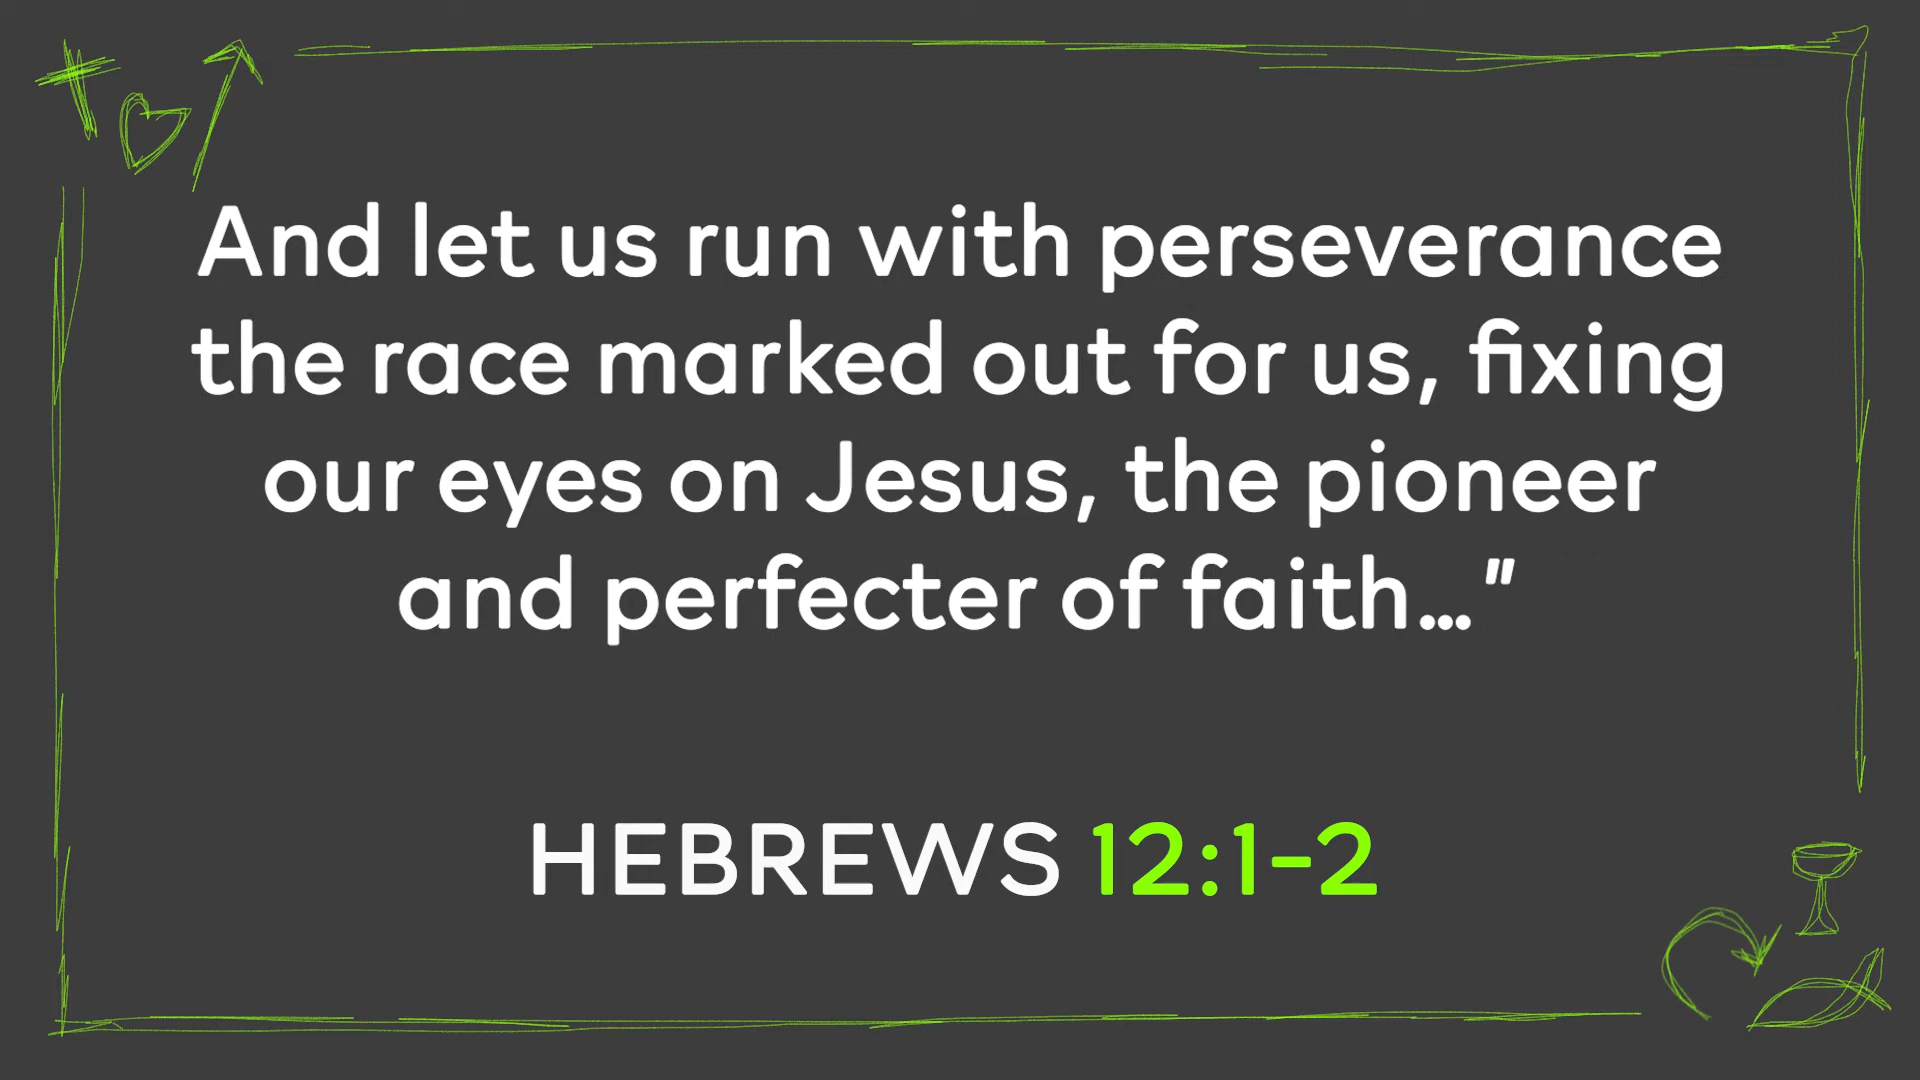 And let us run with perseverance
the race marked out for us, fixing
our eyes on Jesus, the pioneer
and perfecter of faith…"
HEBREWS 12:1-2